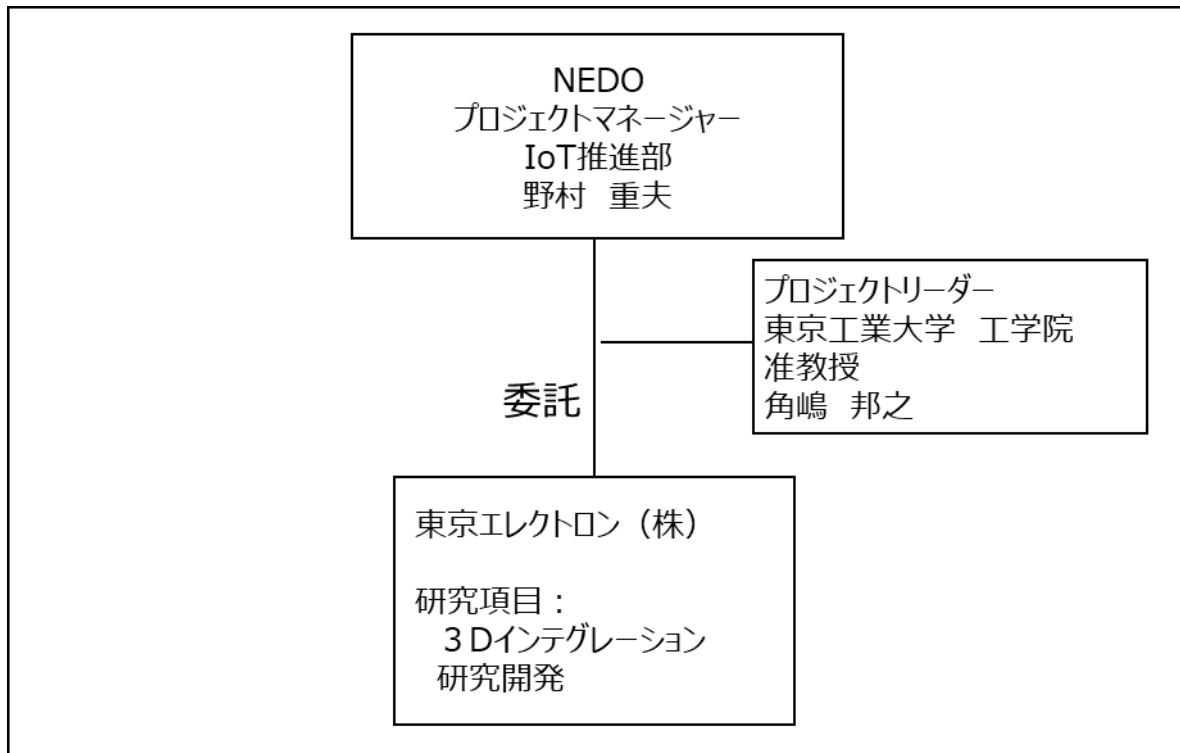 NEDO
プロジェクトマネージャー
IoT推進部
野村　重夫
プロジェクトリーダー
東京工業大学　工学院
准教授
角嶋　邦之
委託
東京エレクトロン（株）
研究項目：
３Dインテグレーション
研究開発